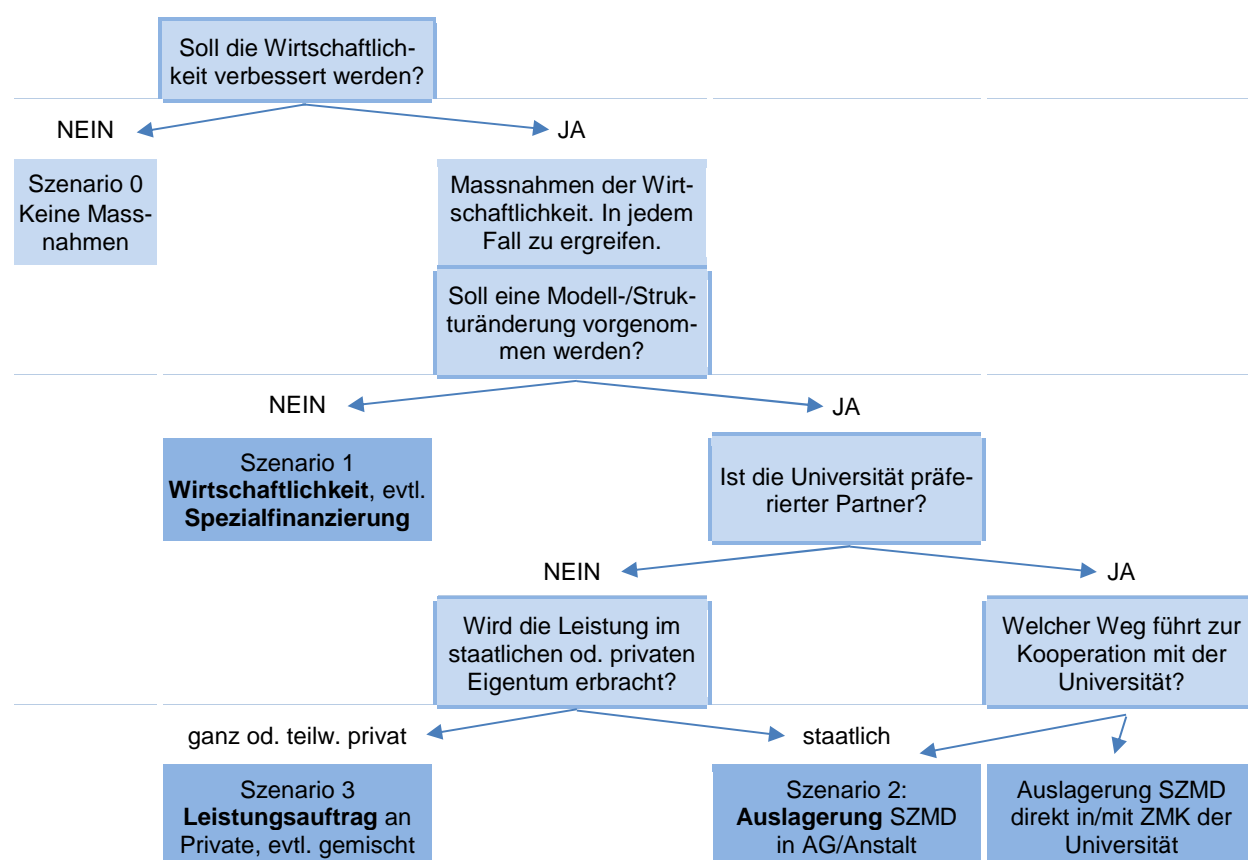 Soll die Wirtschaftlich-
keit verbessert werden?
NEIN
JA
Szenario 0
Keine Mass-
nahmen
Massnahmen der Wirt-
schaftlichkeit. In jedem
Fall zu ergreifen.
Soll eine Modell-/Struk-
turänderung vorgenom-
men werden?
NEIN
JA
Szenario 1
Wirtschaftlichkeit, evtl.
Spezialfinanzierung
Ist die Universität präfe-
rierter Partner?
NEIN
JA
Wird die Leistung im
staatlichen od. privaten
Eigentum erbracht?
Welcher Weg führt zur
Kooperation mit der
Universität?
ganz od. teilw. privat
staatlich
Szenario 3
Leistungsauftrag an
Private, evtl. gemischt
Szenario 2:
Auslagerung SZMD
in AG/Anstalt
Auslagerung SZMD
direkt in/mit ZMK der
Universität